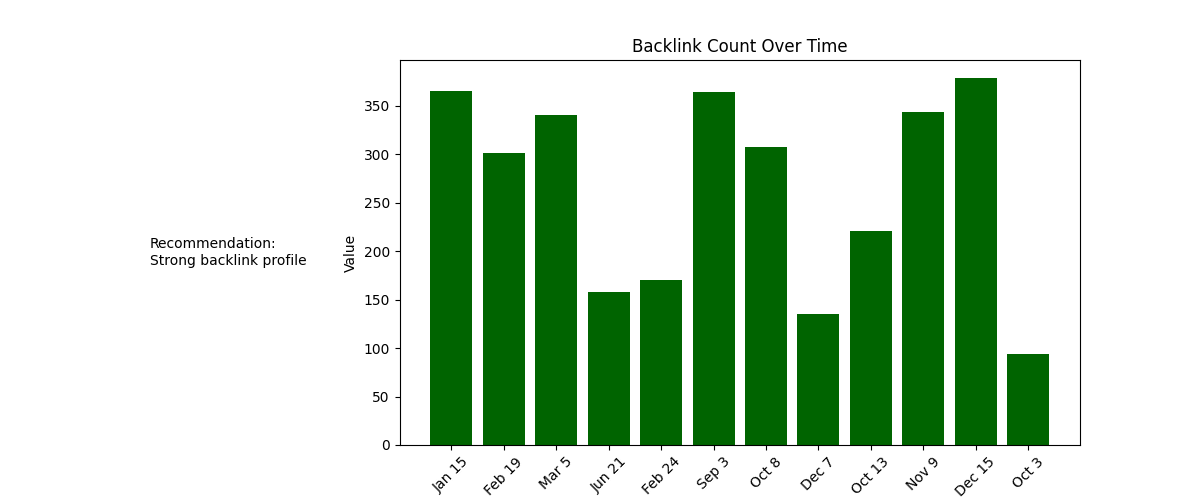 Backlink Count Over Time
Recommendation:
Strong backlink profile
Value
350
300
250
200
150
100
50
0
Jan 15
Feb 19
Mar 5
Jun 21
Feb 24
Sep 3
Oct 8
Dec 7
Oct 13
Nov 9
Dec 15
Oct 3